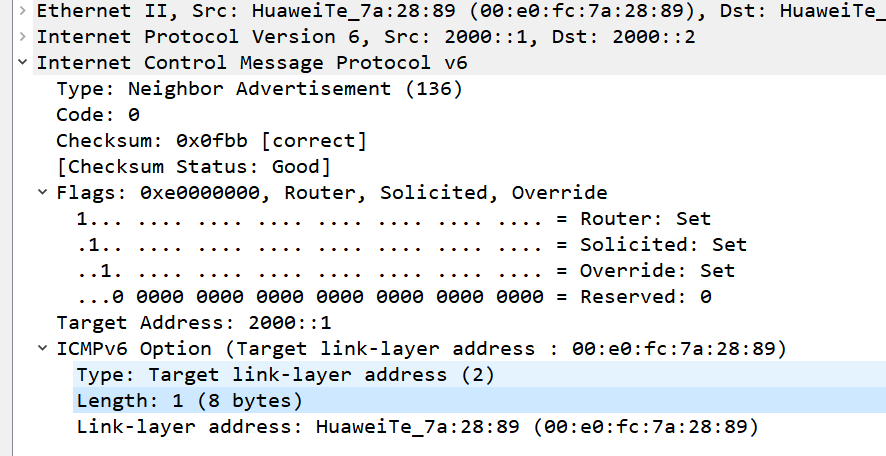 Ethernet II, Src: HuaweiTe_7a:28:89 (00:e0:fc:7a:28:89), Dst: HuaweiTe_
Internet Protocol Version 6, Src: 2000::1, Dst: 2000::2
Internet Control Message Protocol v6
Type: Neighbor Advertisement (136)
Code: 0
Checksum: 0x0fbb [correct]
[Checksum Status: Good]
Flags: 0xe0000000, Router, Solicited, Override
1... .... .... .... .... .... .... .... = Router: Set
.1.. .... .... .... .... .... .... .... = Solicited: Set
..1. .... .... .... .... .... .... .... = Override: Set
...0 0000 0000 0000 0000 0000 0000 0000 = Reserved: 0
Target Address: 2000::1
ICMPv6 Option (Target link-layer address : 00:e0:fc:7a:28:89)
Type: Target link-layer address (2)
Length: 1 (8 bytes)
Link-layer address: HuaweiTe_7a:28:89 (00:e0:fc:7a:28:89)